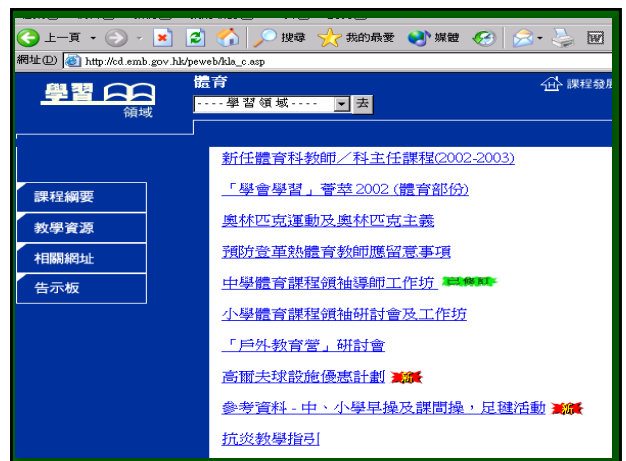 上一頁 搜尋 我的最愛 媒體
網址(D) http://cd.emb.gov.hk/peweb/kla_c.asp
學習
領域
體育
----學習領域---- 去
課程發展
新任體育科教師／科主任課程(2002-2003)
「學會學習」薈萃2002 (體育部份)
課程綱要
教學資源
奧林匹克運動及奧林匹克主義
相關網址
預防登革熱體育教師應留意事項
告示板
中學體育課程領袖導師工作坊 已修訂
小學體育課程領袖研討會及工作坊
「戶外教育營」研討會
高爾夫球設施優惠計劃 新
參考資料 - 中、小學早操及課間操，足毽活動 新
抗炎教學指引